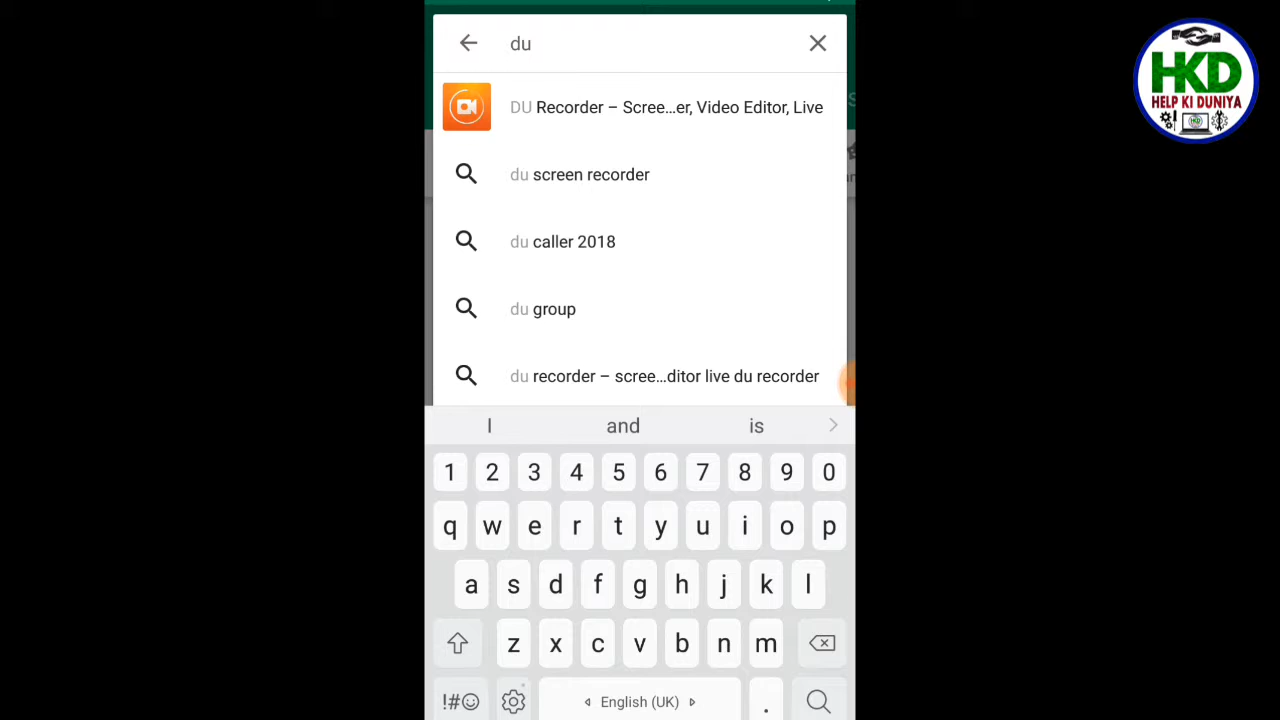 du
DU Recorder – Scree...er, Video Editor, Live
du screen recorder
du caller 2018
du group
du recorder – scree...ditor live du recorder
I and is
1 2 3 4 5 6 7 8 9 0
q w e r t y u i o p
a s d f g h j k l
z x c v b n m
!#☺ English (UK) .
HKD
HELP KI DUNIYA
HKD